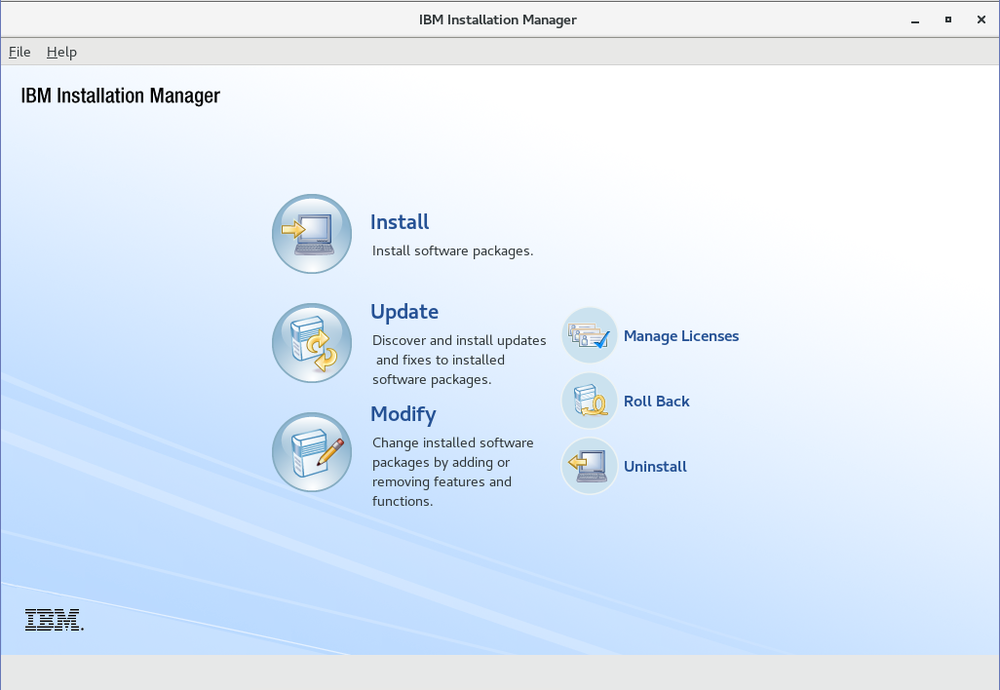 IBM Installation Manager
File Help
IBM Installation Manager
Install
Install software packages.
Update
Discover and install updates
and fixes to installed
software packages.
Modify
Change installed software
packages by adding or
removing features and
functions.
Manage Licenses
Roll Back
Uninstall
IBM.